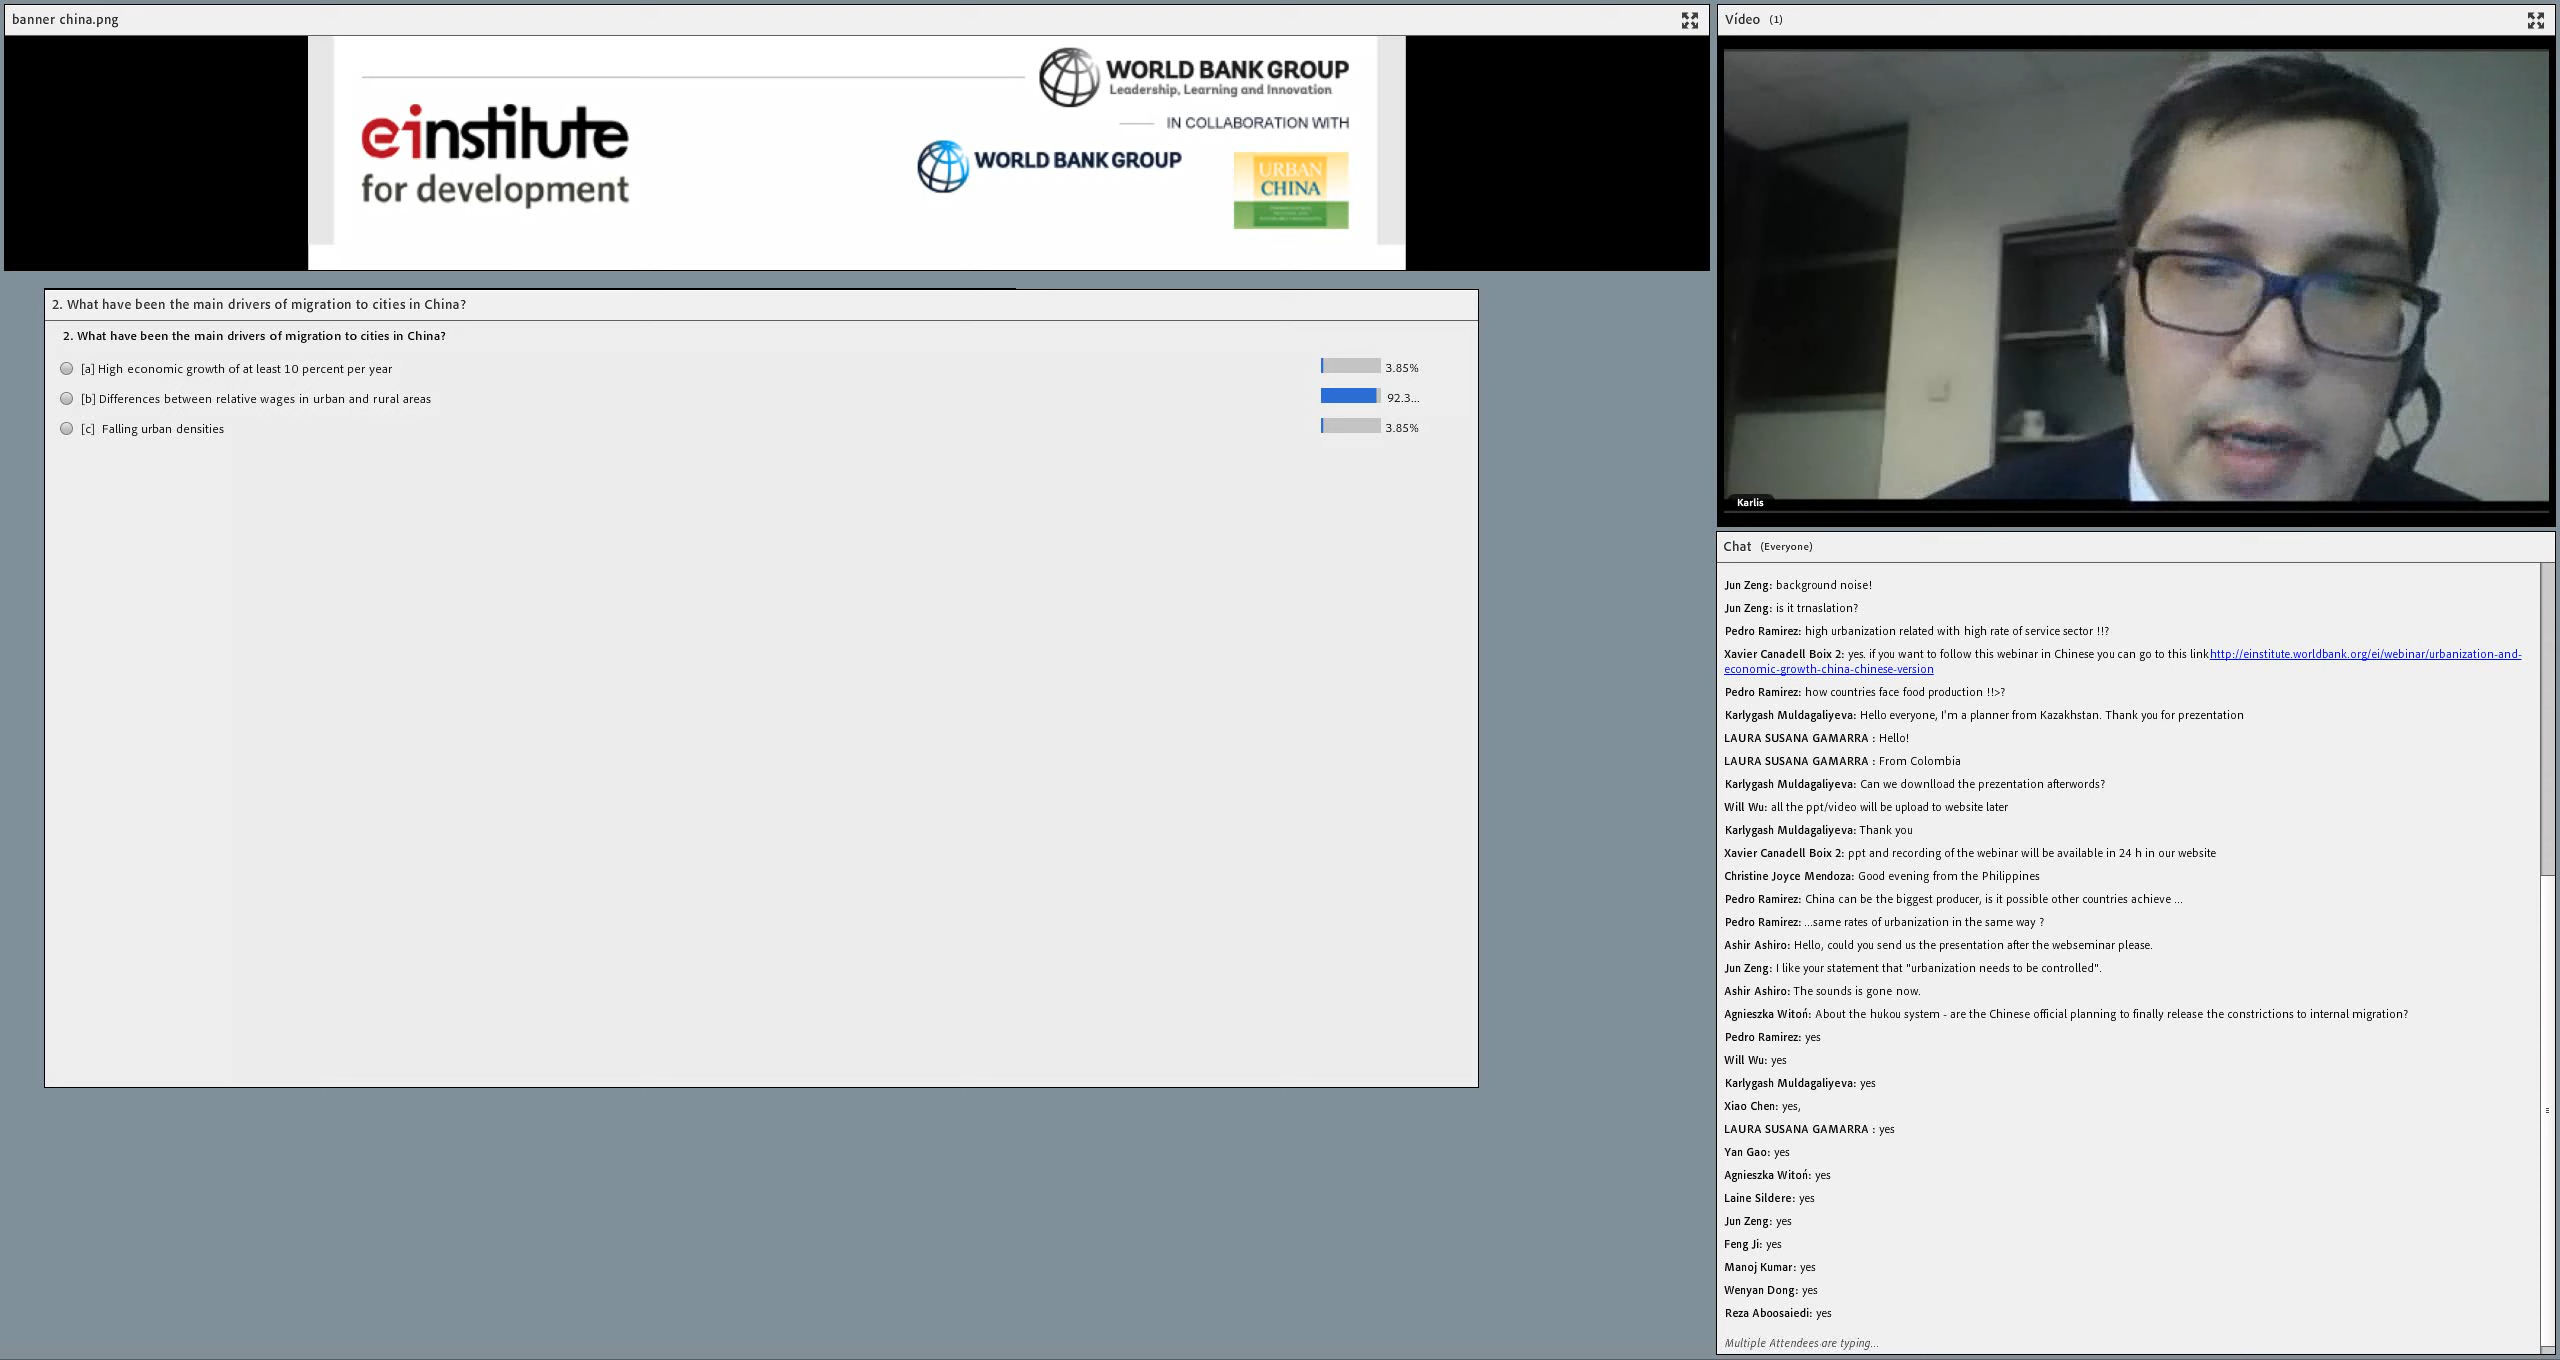 banner china.png
WORLD BANK GROUP
Leadership, Learning and Innovation
IN COLLABORATION WITH
einstitute
for development
WORLD BANK GROUP
URBAN
CHINA
2. What have been the main drivers of migration to cities in China?
2. What have been the main drivers of migration to cities in China?
[a] High economic growth of at least 10 percent per year 3.85%
[b] Differences between relative wages in urban and rural areas 92.3...
[c] Falling urban densities 3.85%
Vídeo (1)
Karlis
Chat (Everyone)
Jun Zeng: background noise!
Jun Zeng: is it trnaslation?
Pedro Ramirez: high urbanization related with high rate of service sector !!?
Xavier Canadell Boix 2: yes. if you want to follow this webinar in Chinese you can go to this linkhttp://einstitute.worldbank.org/ei/webinar/urbanization-and-
economic-growth-china-chinese-version
Pedro Ramirez: how countries face food production !!>?
Karlygash Muldagaliyeva: Hello everyone, I'm a planner from Kazakhstan. Thank you for prezentation
LAURA SUSANA GAMARRA : Hello!
LAURA SUSANA GAMARRA : From Colombia
Karlygash Muldagaliyeva: Can we downlload the prezentation afterwords?
Will Wu: all the ppt/video will be upload to website later
Karlygash Muldagaliyeva: Thank you
Xavier Canadell Boix 2: ppt and recording of the webinar will be available in 24 h in our website
Christine Joyce Mendoza: Good evening from the Philippines
Pedro Ramirez: China can be the biggest producer, is it possible other countries achieve ...
Pedro Ramirez: ...same rates of urbanization in the same way ?
Ashir Ashiro: Hello, could you send us the presentation after the webseminar please.
Jun Zeng: I like your statement that "urbanization needs to be controlled".
Ashir Ashiro: The sounds is gone now.
Agnieszka Witoń: About the hukou system - are the Chinese official planning to finally release the constrictions to internal migration?
Pedro Ramirez: yes
Will Wu: yes
Karlygash Muldagaliyeva: yes
Xiao Chen: yes,
LAURA SUSANA GAMARRA : yes
Yan Gao: yes
Agnieszka Witoń: yes
Laine Sildere: yes
Jun Zeng: yes
Feng Ji: yes
Manoj Kumar: yes
Wenyan Dong: yes
Reza Aboosaiedi: yes
Multiple Attendees are typing...